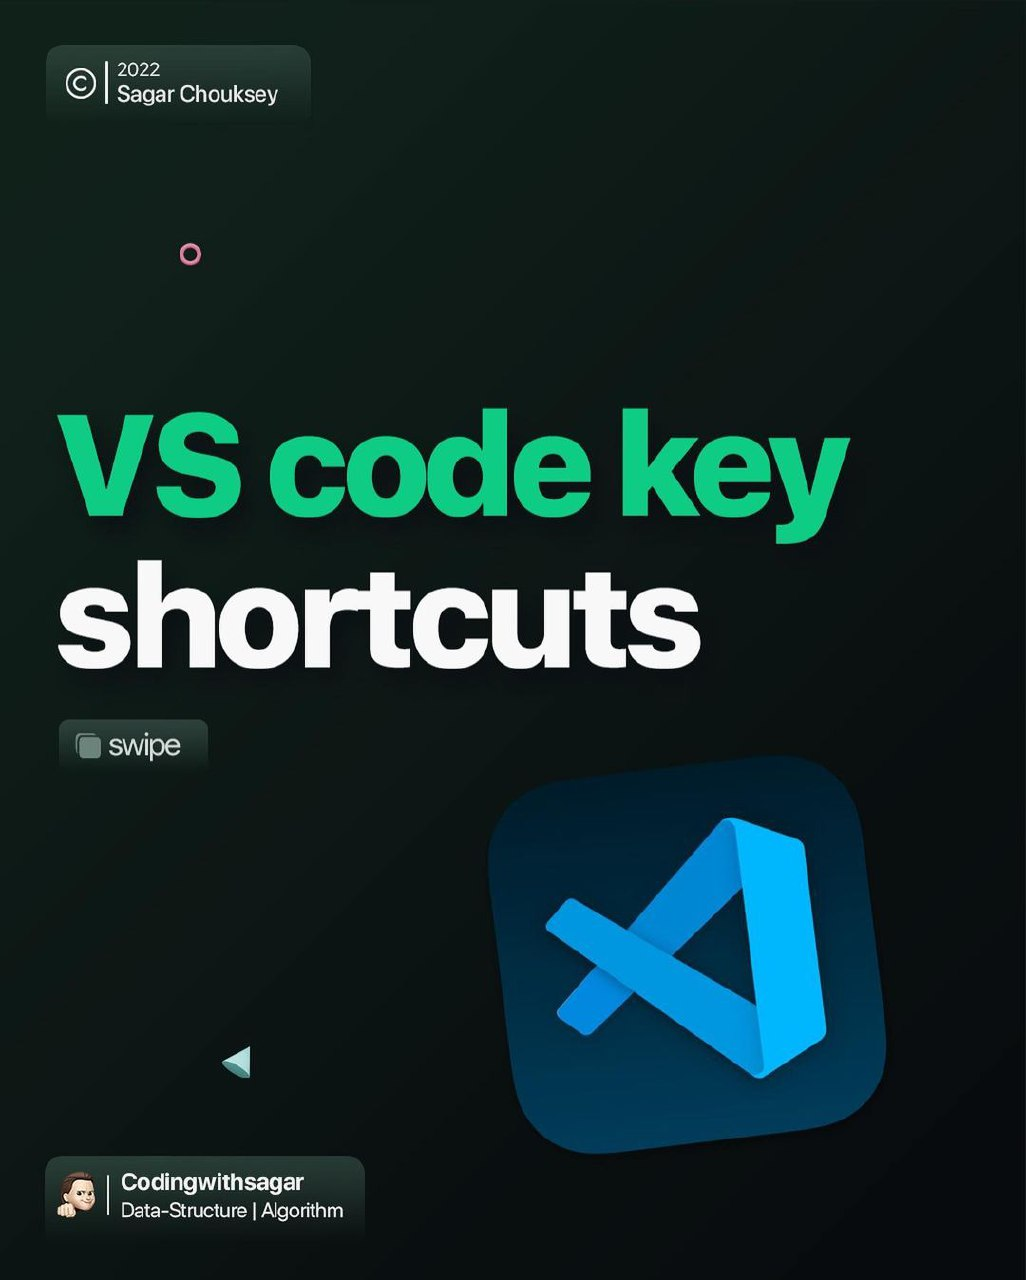 ©
2022
Sagar Chouksey
VS code key
shortcuts
swipe
Codingwithsagar
Data-Structure | Algorithm